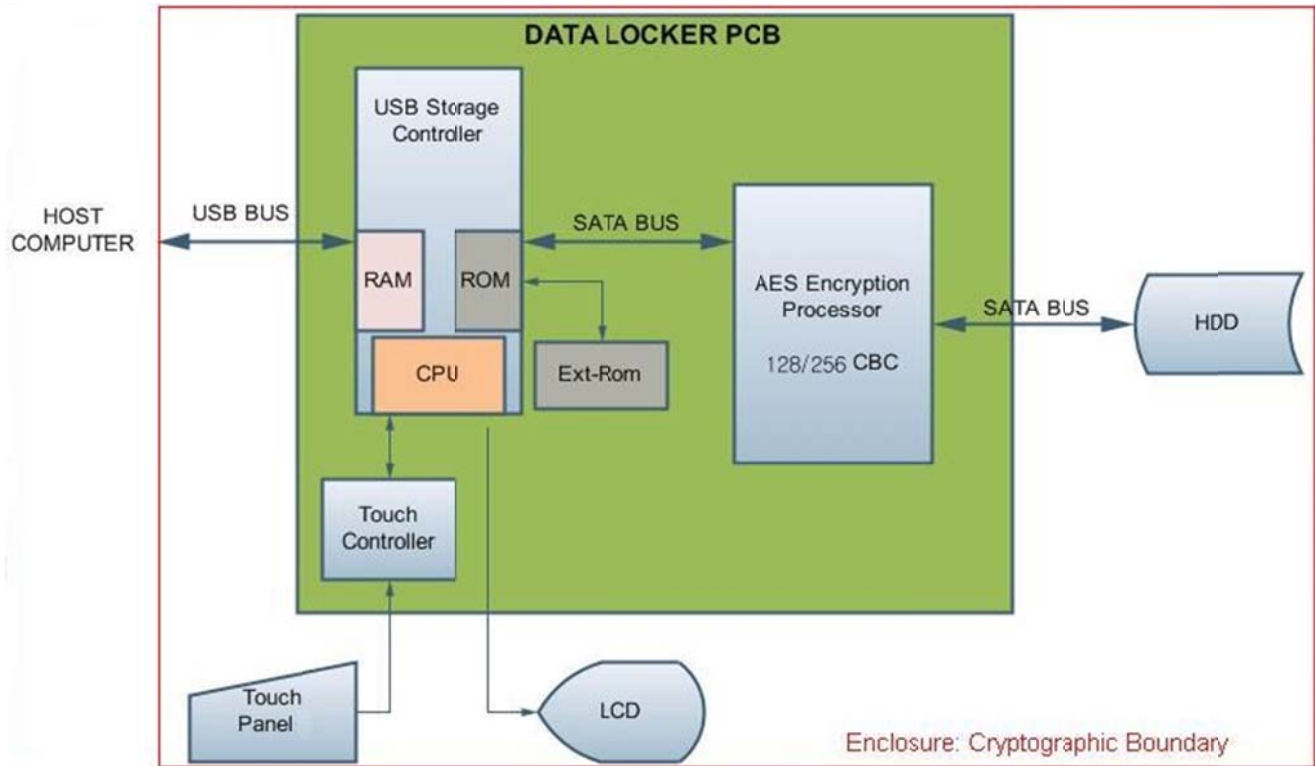 DATA LOCKER PCB
USB Storage
Controller
HOST
COMPUTER
USB BUS
RAM
ROM
SATA BUS
AES Encryption
Processor
128/256 CBC
SATA BUS
HDD
CPU
Ext-Rom
Touch
Controller
Touch
Panel
LCD
Enclosure: Cryptographic Boundary